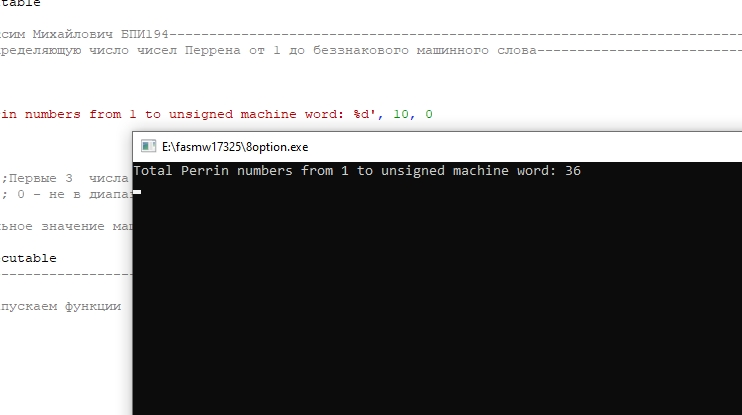 table
сим Михайлович БПИ194
ределяющую число чисел Перрена от 1 до беззнакового машинного слова
in numbers from 1 to unsigned machine word: %d', 10, 0
E:\fasmw17325\8option.exe
Total Perrin numbers from 1 to unsigned machine word: 36
;Первые 3 числа
; 0 - не в диапа
ьное значение ма
cutable
пускаем функции